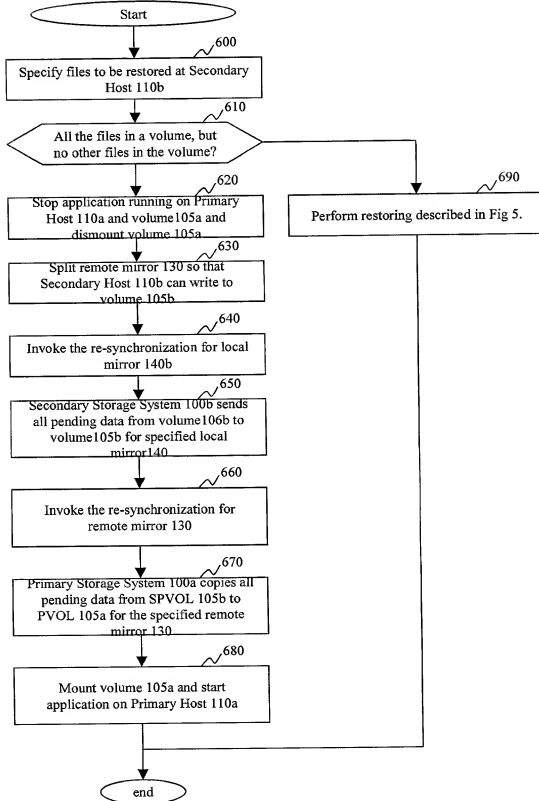 Start
600
Specify files to be restored at Secondary
Host 110b
610
All the files in a volume, but
no other files in the volume?
620
Stop application running on Primary
Host 110a and volume105a and
dismount volume 105a
690
Perform restoring described in Fig 5.
630
Split remote mirror 130 so that
Secondary Host 110b can write to
volume 105b
640
Invoke the re-synchronization for local
mirror 140b
650
Secondary Storage System 100b sends
all pending data from volume106b to
volume105b for specified local
mirror140
660
Invoke the re-synchronization for
remote mirror 130
670
Primary Storage System 100a copies all
pending data from SPVOL 105b to
PVOL 105a for the specified remote
mirror 130
680
Mount volume 105a and start
application on Primary Host 110a
end